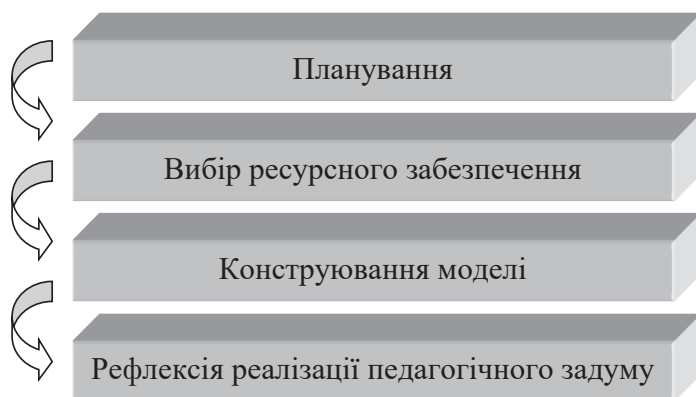 Планування
Вибір ресурсного забезпечення
Конструювання моделі
Рефлексія реалізації педагогічного задуму